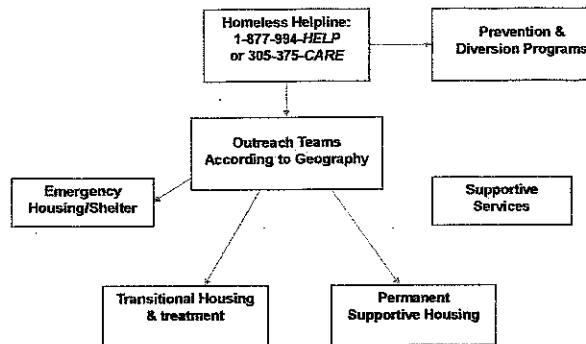 Homeless Helpline:
1-877-994-HELP
or 305-375-CARE
Prevention &
Diversion Programs
Outreach Teams
According to Geography
Emergency
Housing/Shelter
Supportive
Services
Transitional Housing
& treatment
Permanent
Supportive Housing